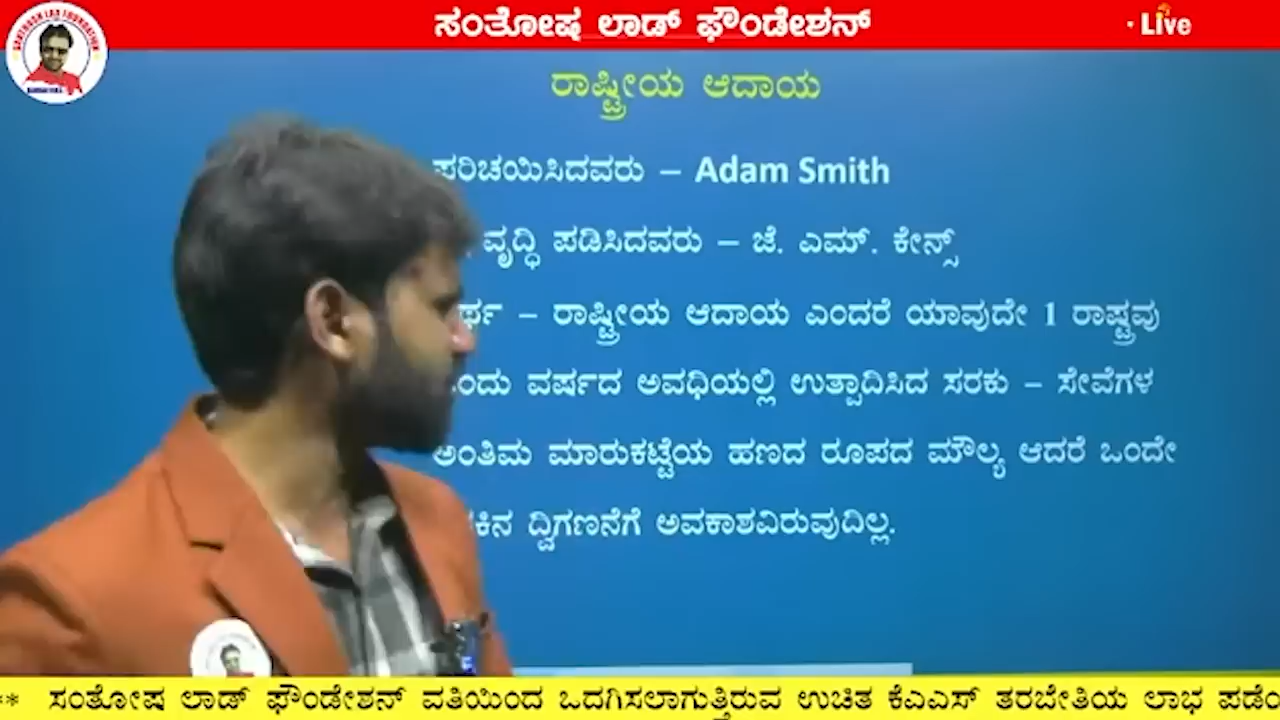 ಸಂತೋಷ ಲಾಡ್ ಫೌಂಡೇಶನ್
Live
ರಾಷ್ಟ್ರೀಯ ಆದಾಯ
ಪರಿಚಯಿಸಿದವರು – Adam Smith
ವೃದ್ಧಿ ಪಡಿಸಿದವರು – ಜೆ. ಎಮ್. ಕೇನ್ಸ್
– ರಾಷ್ಟ್ರೀಯ ಆದಾಯ ಎಂದರೆ ಯಾವುದೇ 1 ರಾಷ್ಟ್ರವು
ವರ್ಷದ ಅವಧಿಯಲ್ಲಿ ಉತ್ಪಾದಿಸಿದ ಸರಕು – ಸೇವೆಗಳ
ಅಂತಿಮ ಮಾರುಕಟ್ಟೆಯ ಹಣದ ರೂಪದ ಮೌಲ್ಯ ಆದರೆ ಒಂದೇ
ದ್ವಿಗಣನೆಗೆ ಅವಕಾಶವಿರುವುದಿಲ್ಲ.
** ಸಂತೋಷ ಲಾಡ್ ಫೌಂಡೇಶನ್ ವತಿಯಿಂದ ಒದಗಿಸಲಾಗುತ್ತಿರುವ ಉಚಿತ ಕೆಎಎಸ್ ತರಬೇತಿಯ ಲಾಭ